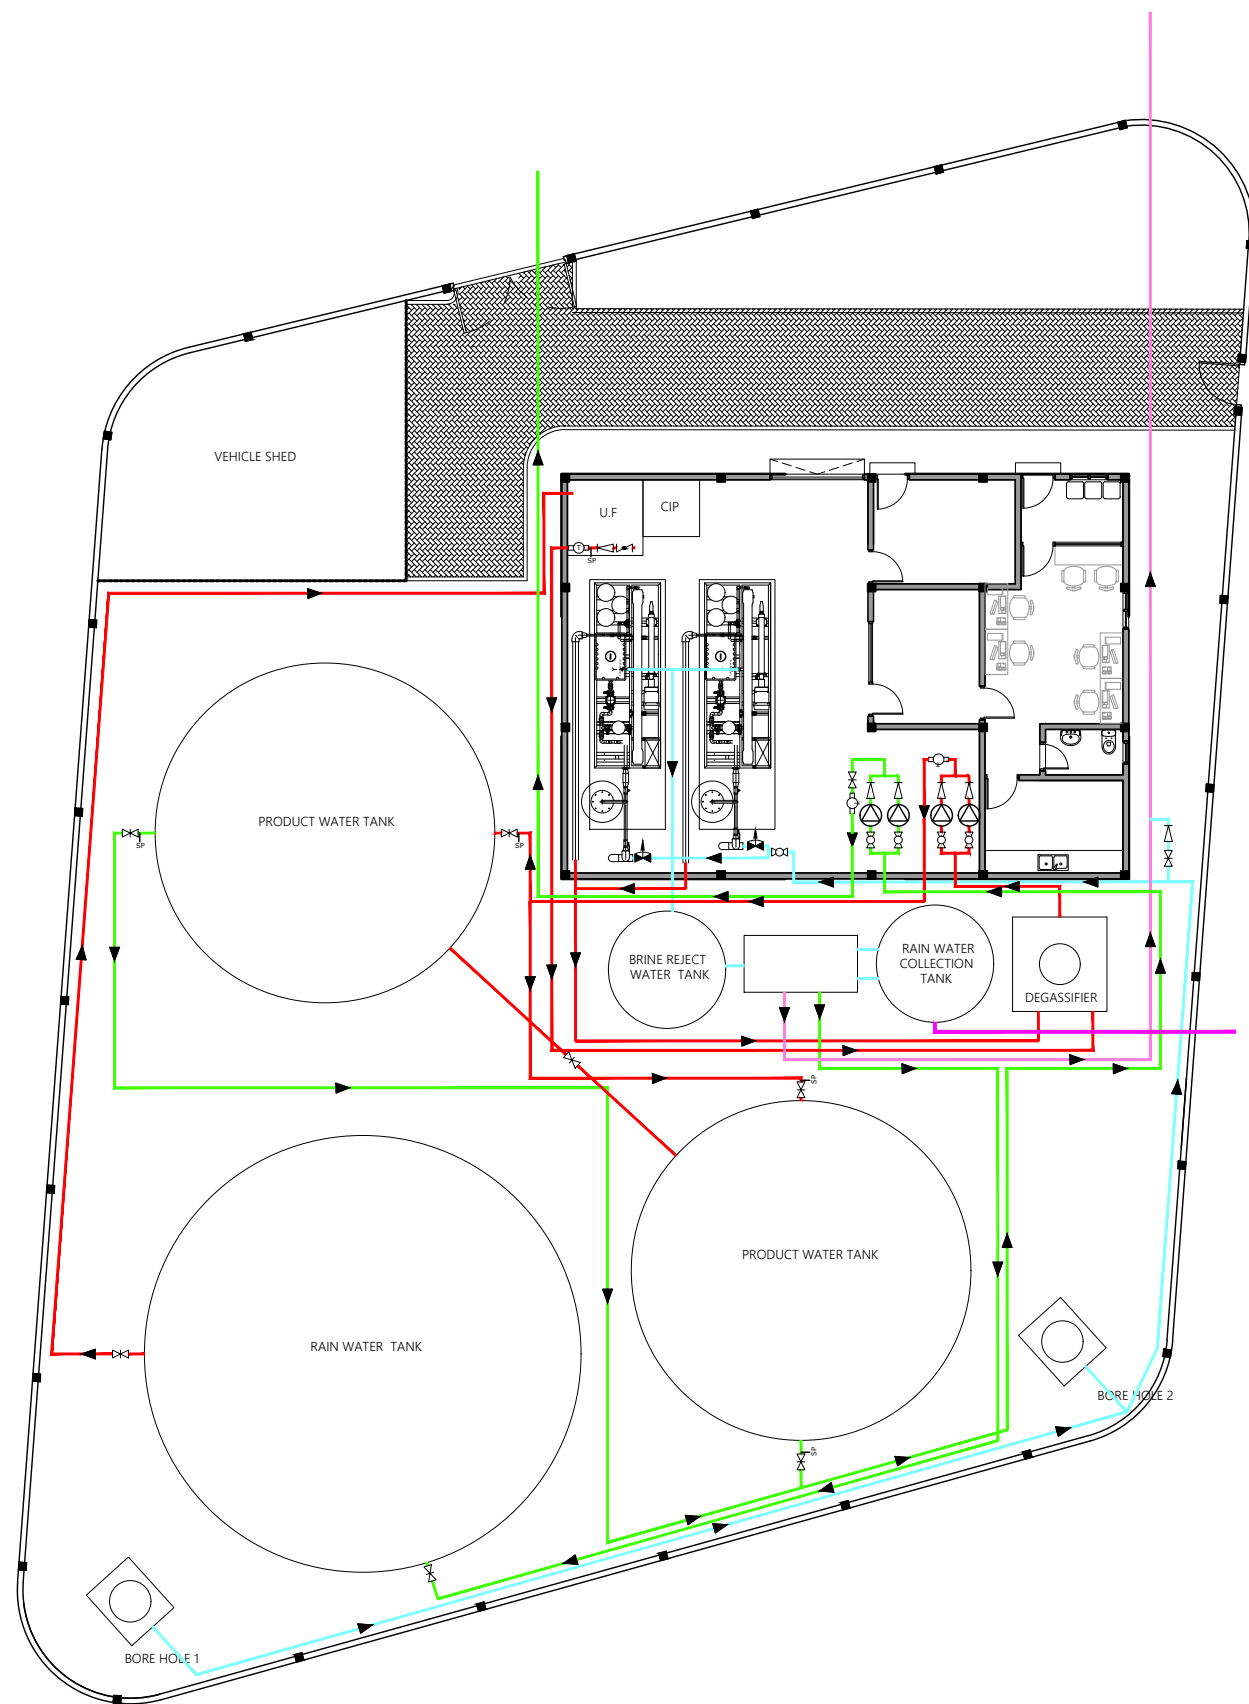 VEHICLE SHED
U.F
CIP
T
SP
PRODUCT WATER TANK
SP
SP
BRINE REJECT
WATER TANK
RAIN WATER
COLLECTION
TANK
DEGASSIFIER
SP
PRODUCT WATER TANK
RAIN WATER TANK
BORE HOLE 2
SP
BORE HOLE 1